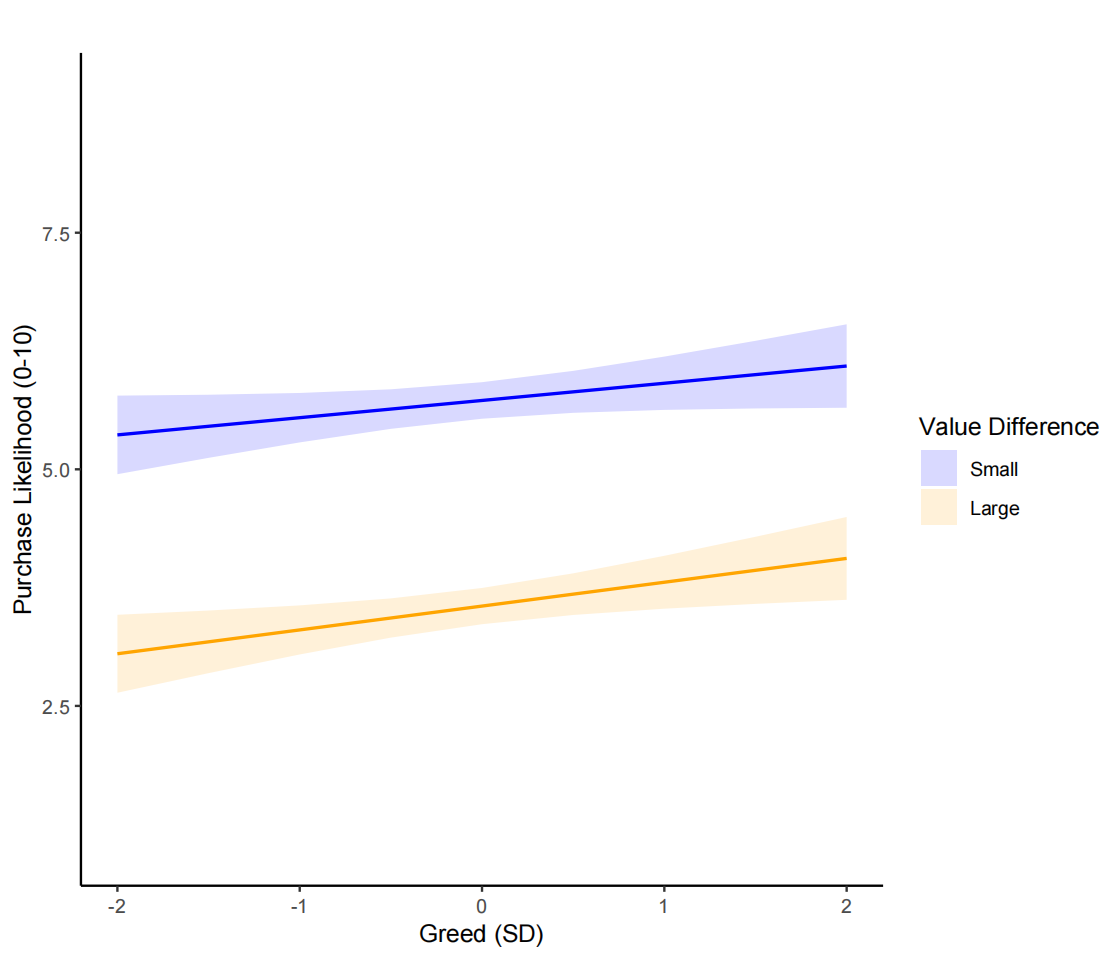 Purchase Likelihood (0-10)
7.5
5.0
2.5
-2
-1
0
1
2
Greed (SD)
Value Difference
Small
Large